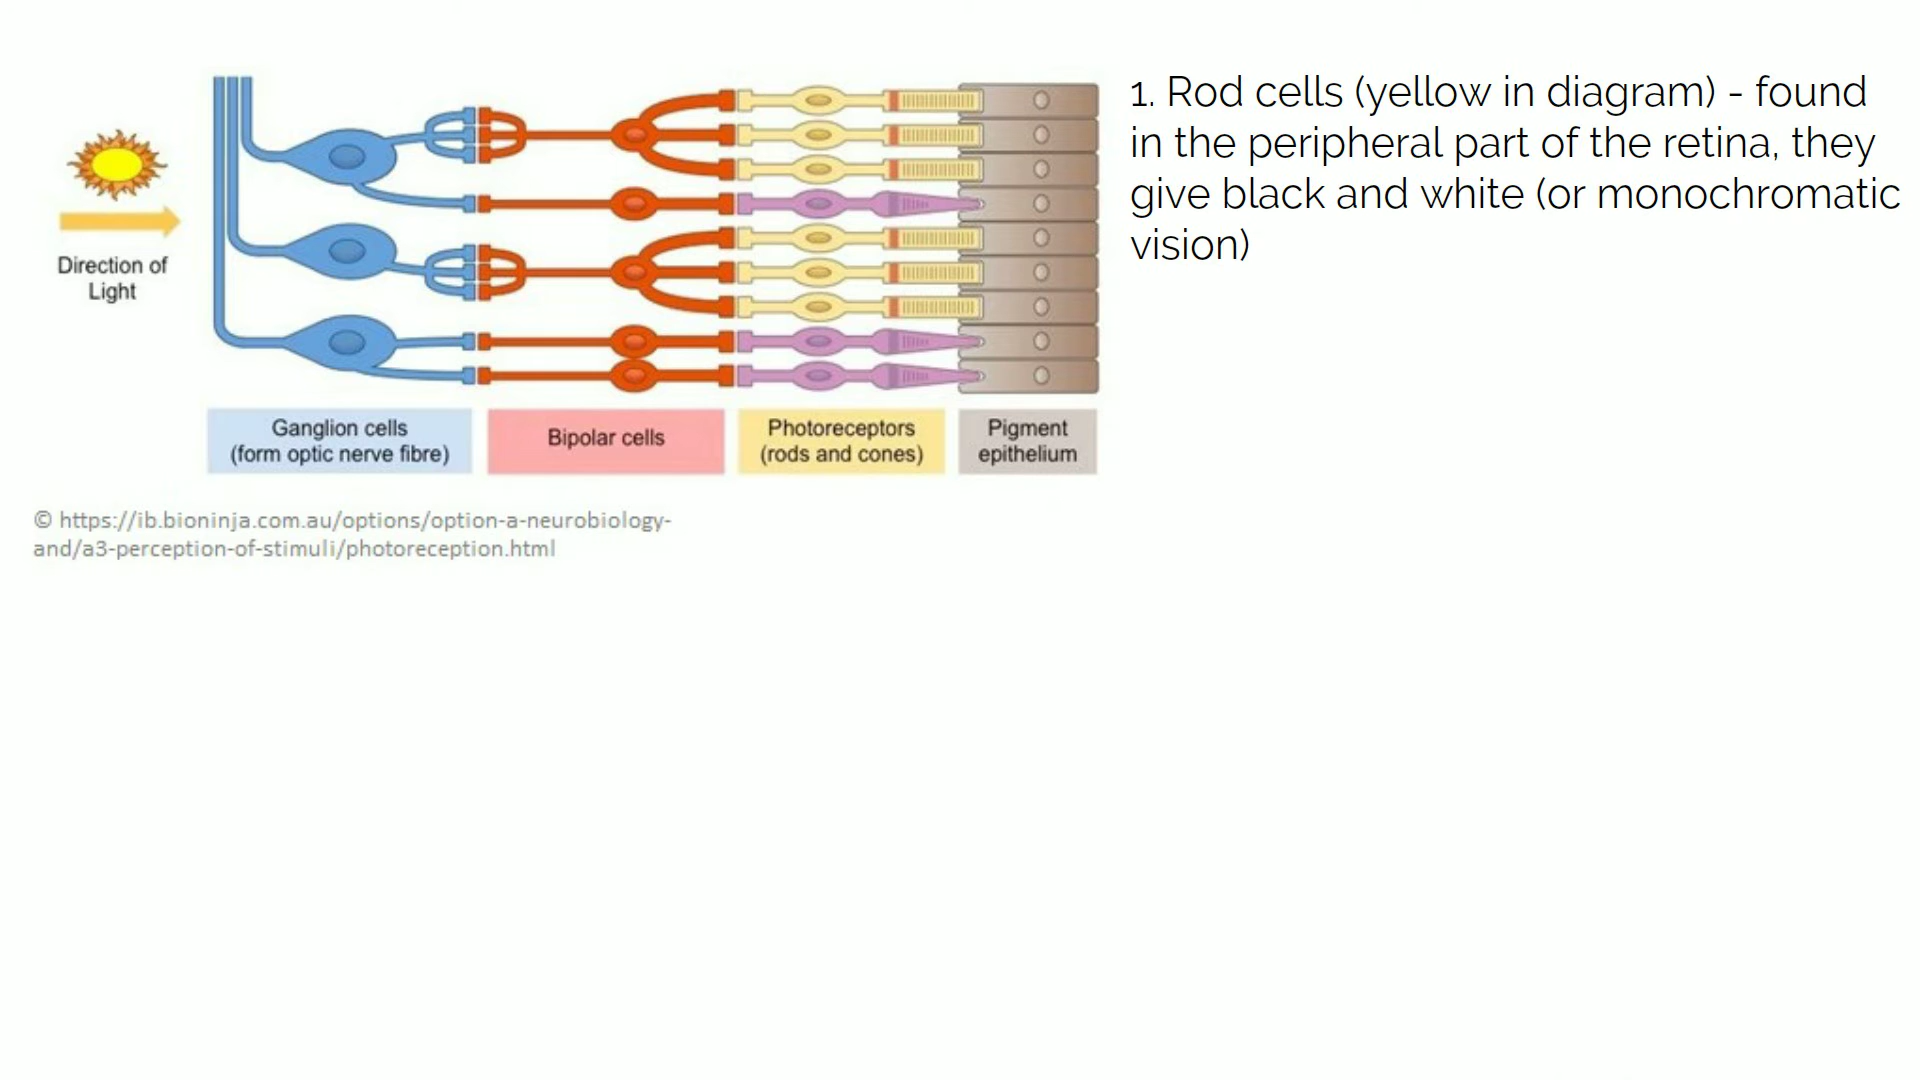 1. Rod cells (yellow in diagram) - found
in the peripheral part of the retina, they
give black and white (or monochromatic
vision)
Direction of
Light
Ganglion cells
(form optic nerve fibre)
Bipolar cells
Photoreceptors
(rods and cones)
Pigment
epithelium
© https://ib.bioninja.com.au/options/option-a-neurobiology-
and/a3-perception-of-stimuli/photoreception.html